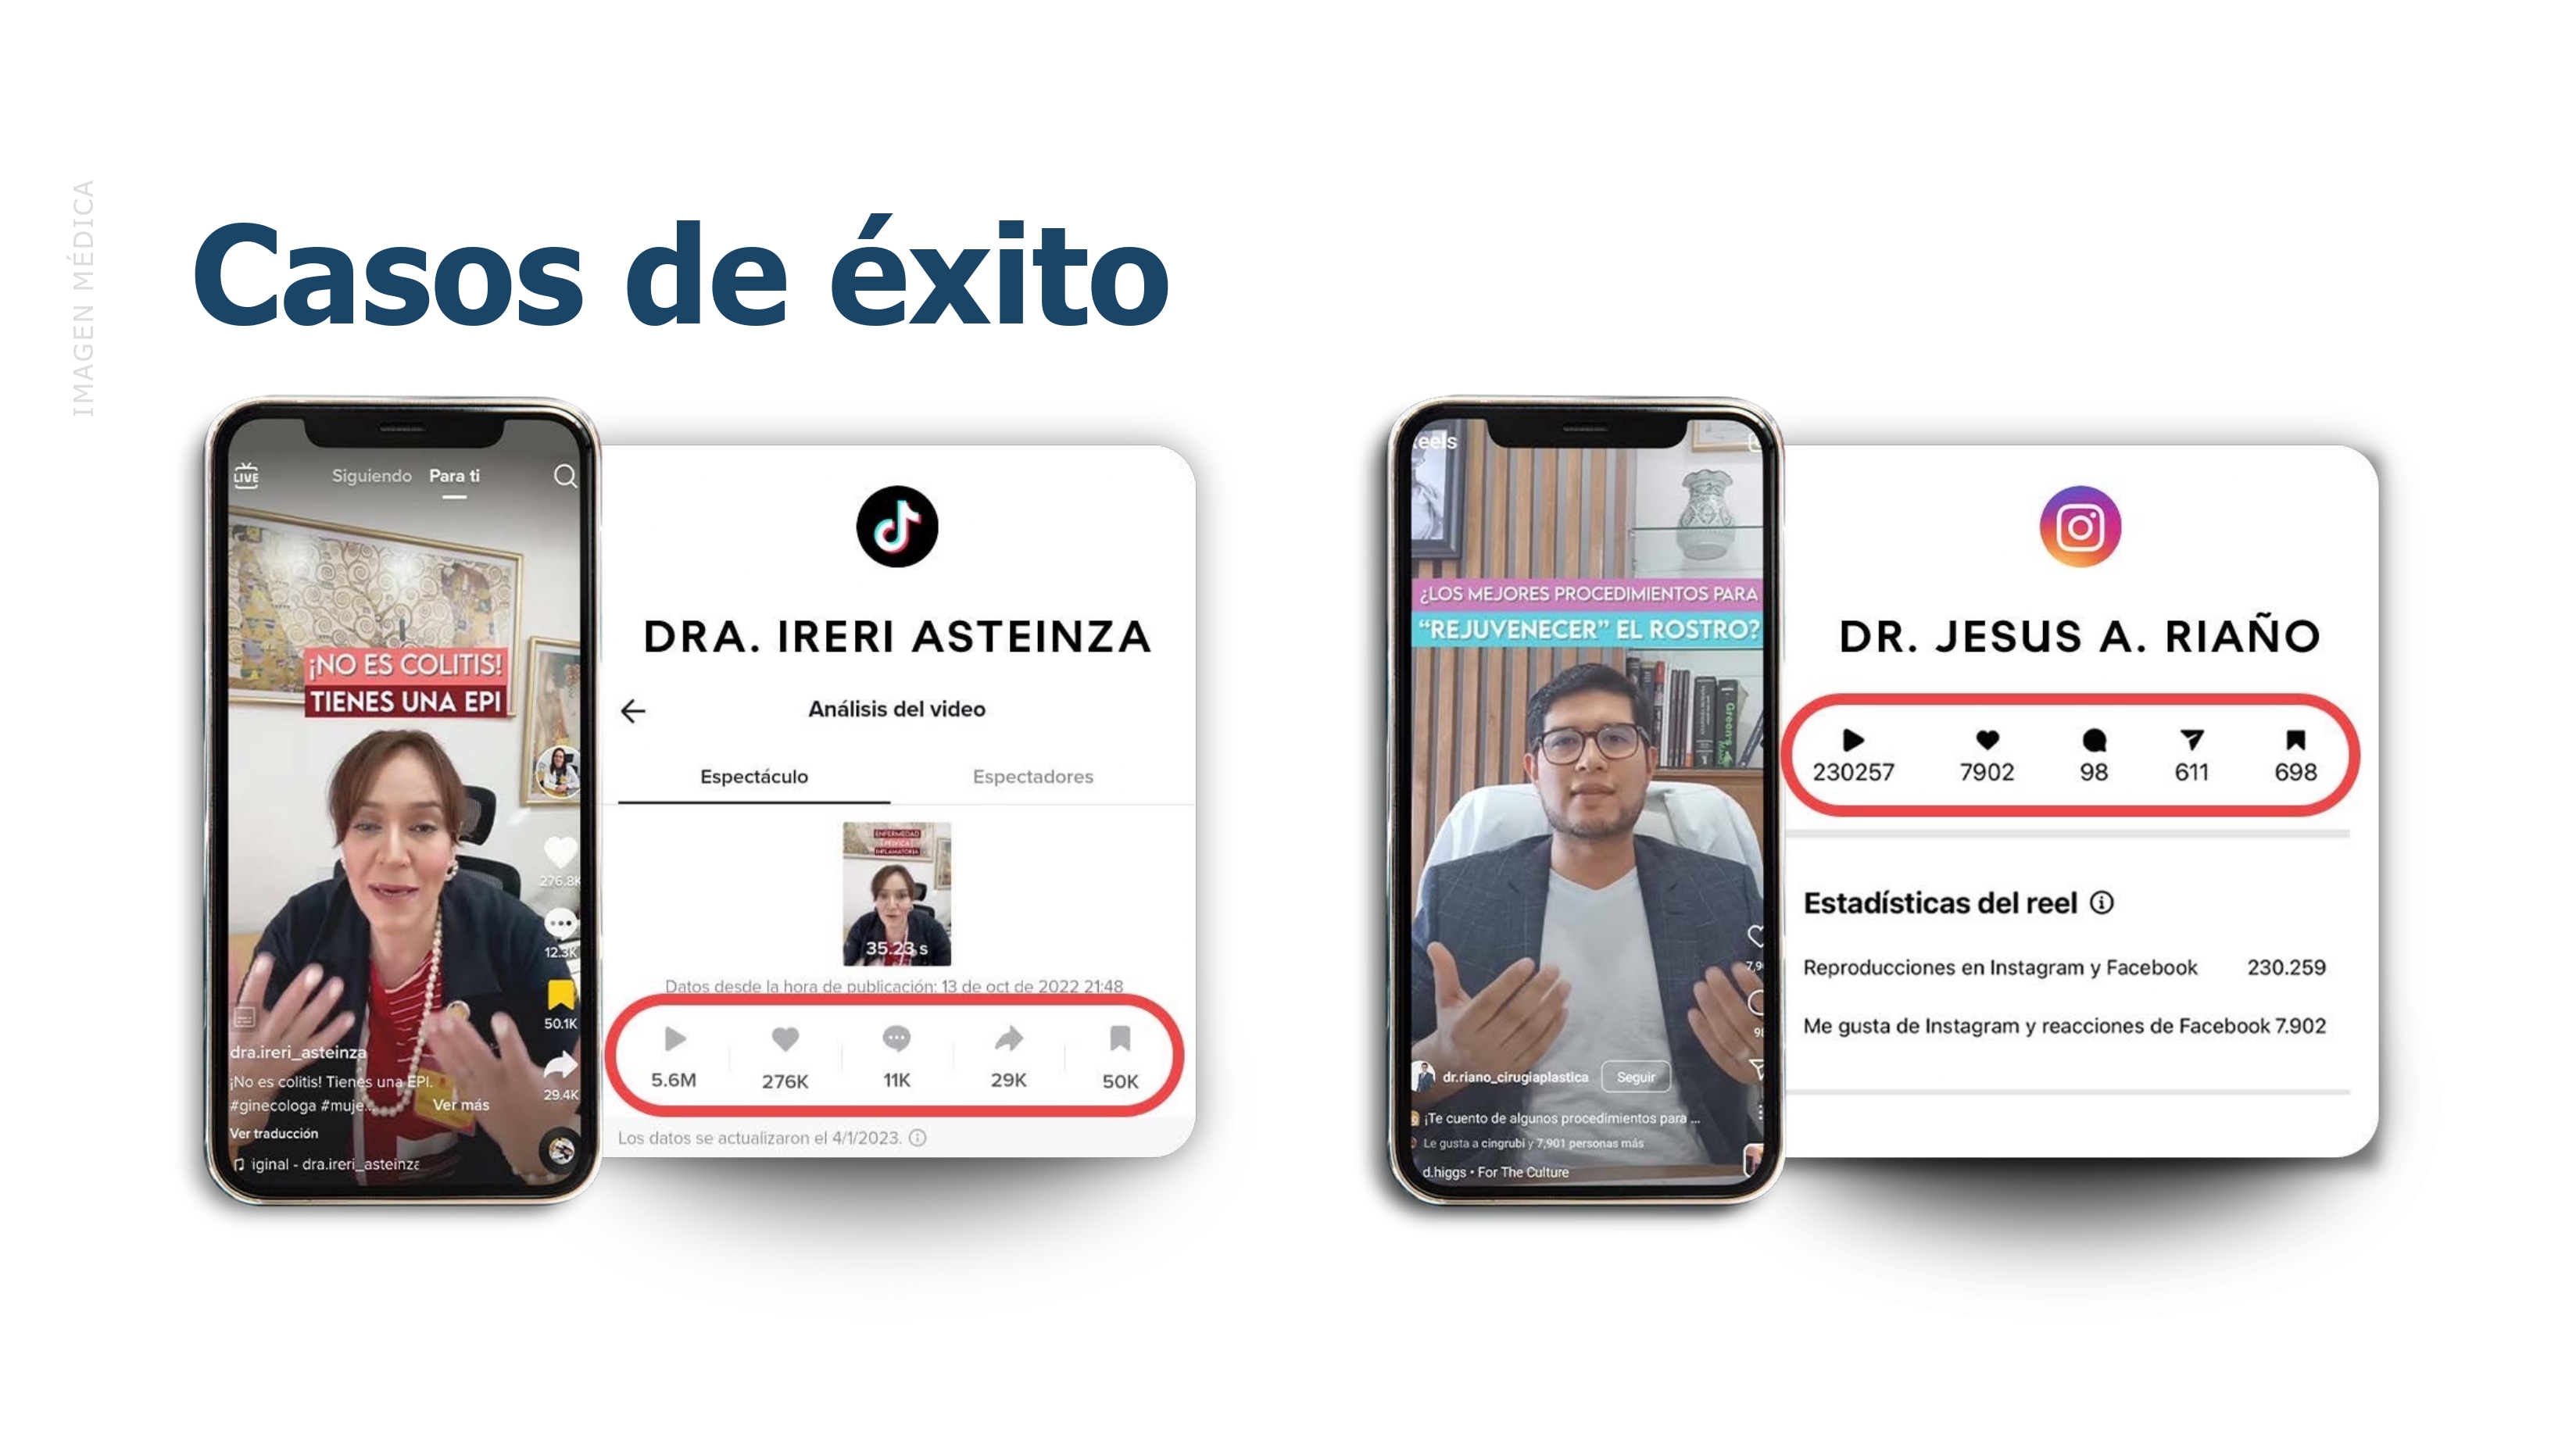 IMAGEN MÉDICA
Casos de éxito
LIVE
Siguiendo Para ti
¡NO ES COLITIS!
TIENES UNA EPI
276.8K
12.3K
50.1K
29.4K
dra.ireri_asteinza
¡No es colitis! Tienes una EPI.
#ginecologa #muje... Ver más
Ver traducción
iginal - dra.ireri_asteinza
DRA. IRERI ASTEINZA
Análisis del video
Espectáculo Espectadores
ENFERMEDAD
PÉLVICA
INFLAMATORIA
35.23 s
Datos desde la hora de publicación: 13 de oct de 2022 21:48
5.6M 276K 11K 29K 50K
Los datos se actualizaron el 4/1/2023.
eels
¿LOS MEJORES PROCEDIMIENTOS PARA
“REJUVENECER” EL ROSTRO?
Green's
7,9
98
dr.riano_cirugiaplastica Seguir
¡Te cuento de algunos procedimientos para ...
Le gusta a cingrubi y 7,901 personas más
d.higgs • For The Culture
DR. JESUS A. RIAÑO
230257 7902 98 611 698
Estadísticas del reel
Reproducciones en Instagram y Facebook 230.259
Me gusta de Instagram y reacciones de Facebook 7.902